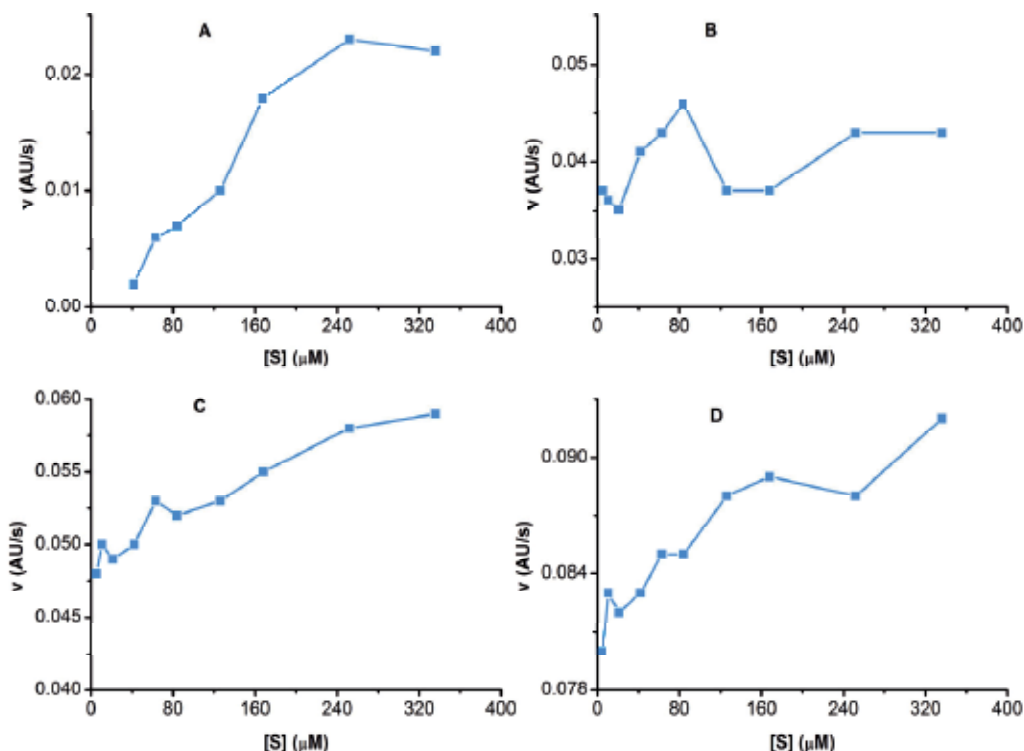 A
0.02
0.01
0.00
v (AU/s)
0 80 160 240 320 400
[S] (μM)
B
0.05
0.04
0.03
v (AU/s)
0 80 160 240 320 400
[S] (μM)
C
0.060
0.055
0.050
0.045
0.040
v (AU/s)
0 80 160 240 320 400
[S] (μM)
D
0.090
0.084
0.078
v (AU/s)
0 80 160 240 320 400
[S] (μM)